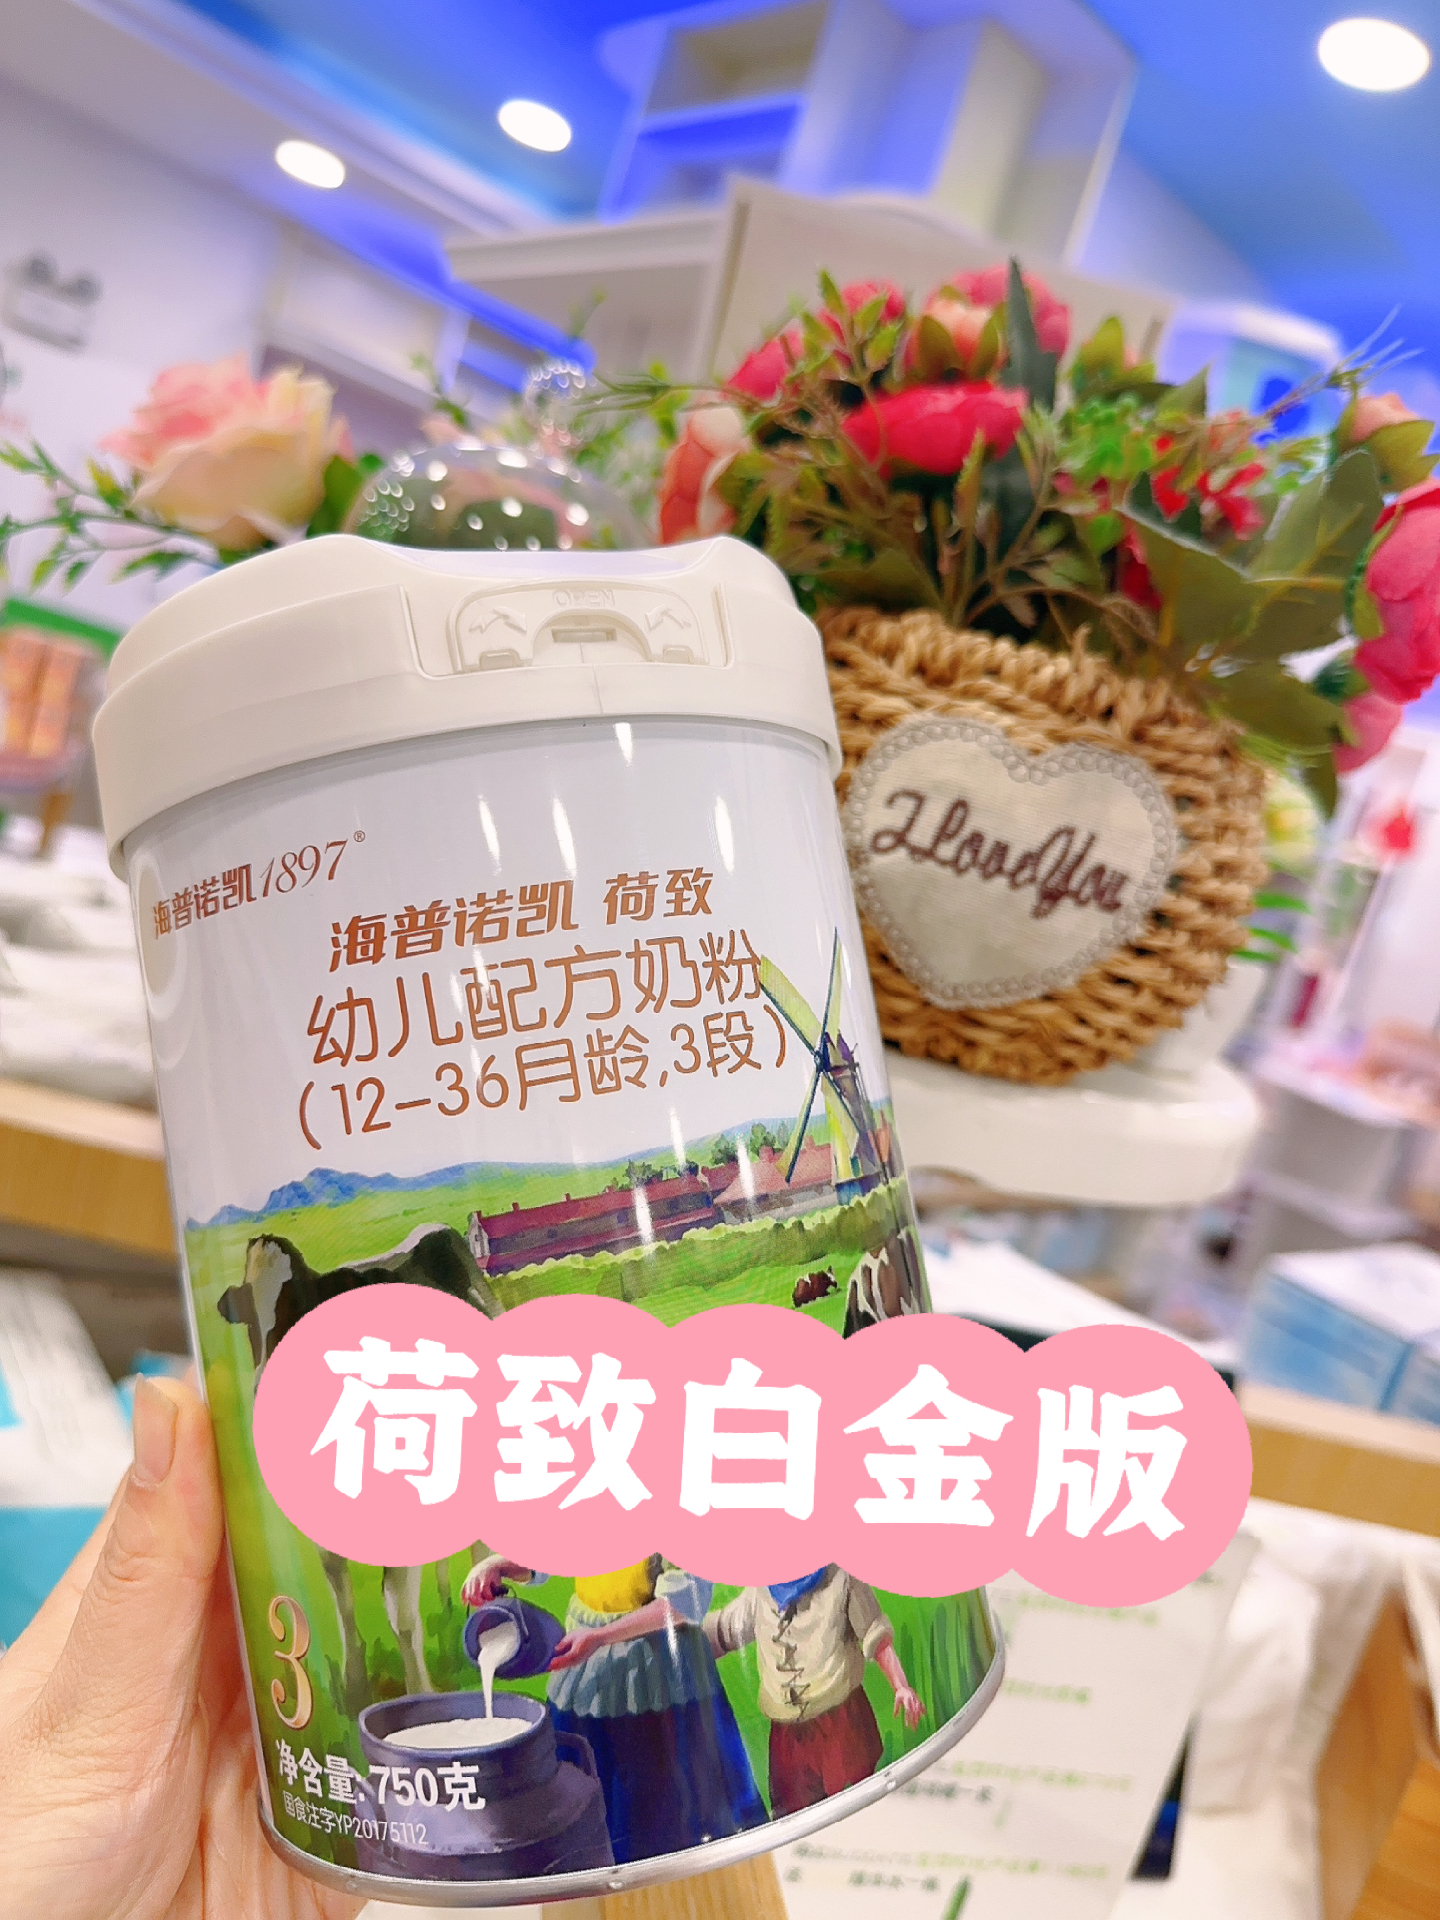 OPEN
海普诺凯1897®
海普诺凯 荷致
幼儿配方奶粉
(12-36月龄,3段)
I Love You
荷致白金版
3
净含量:750克
国食注字YP20175112